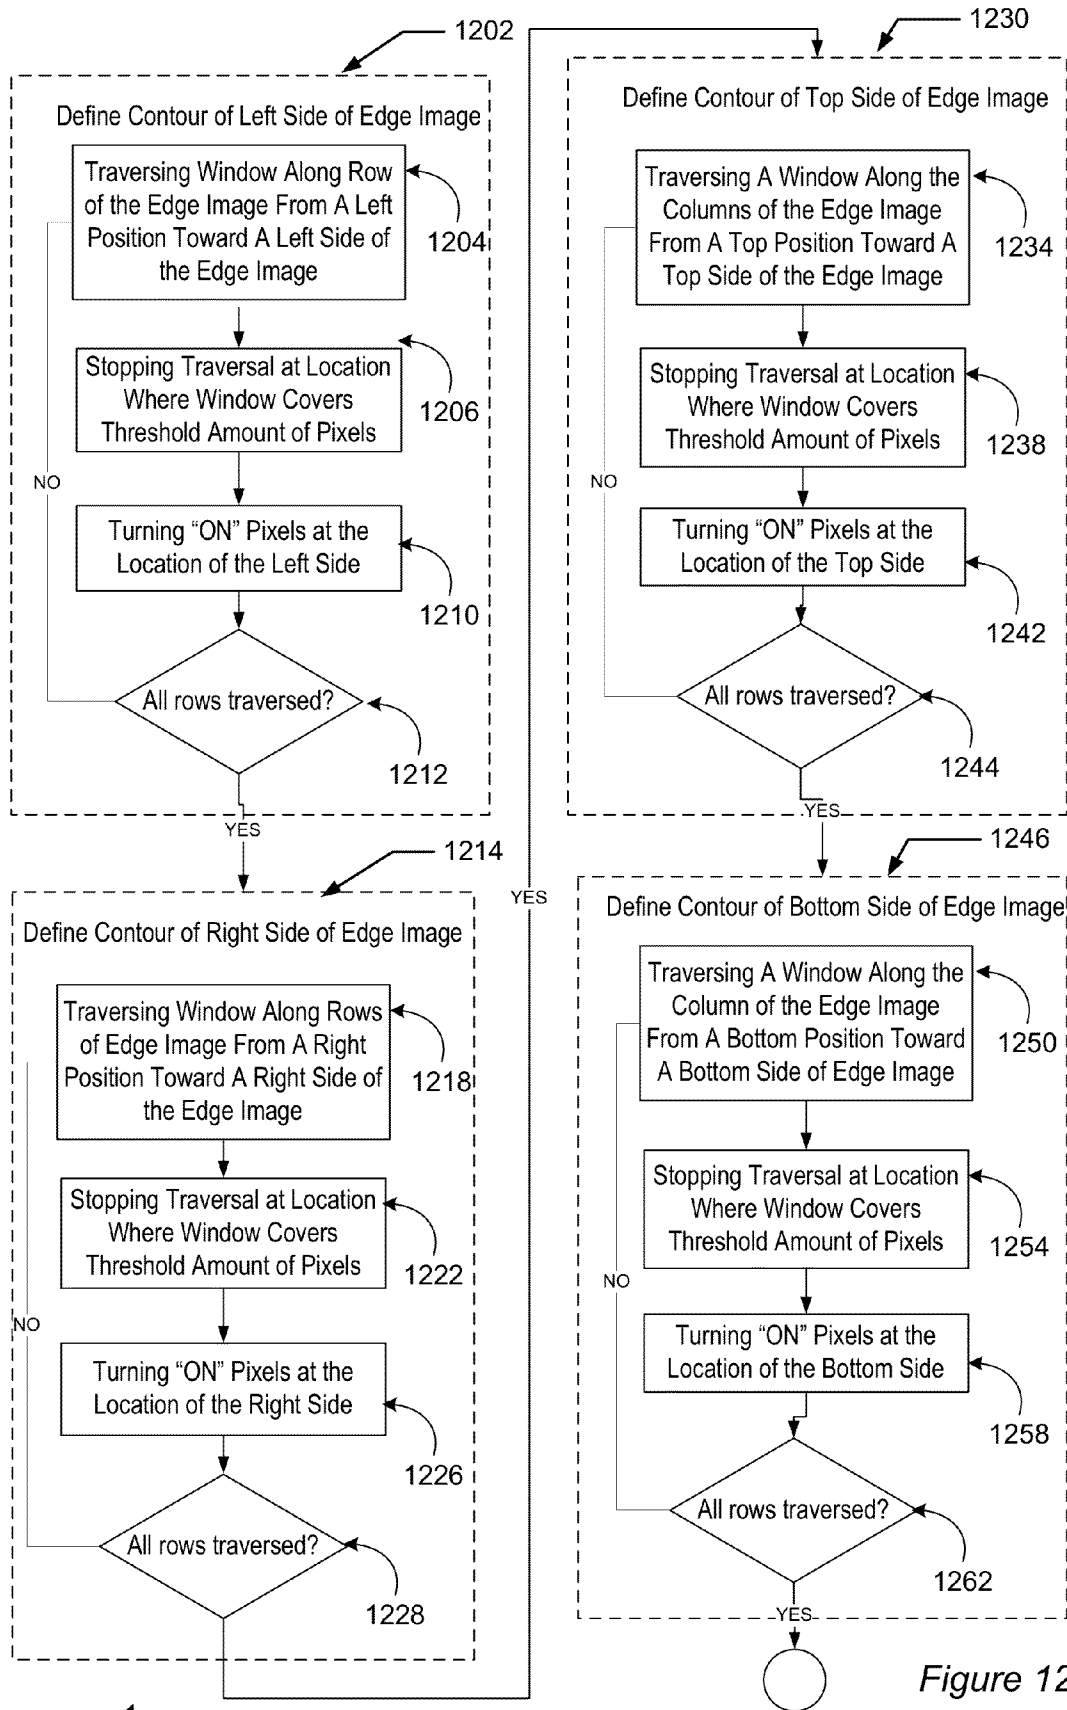 1202
Define Contour of Left Side of Edge Image
Traversing Window Along Row
of the Edge Image From A Left
Position Toward A Left Side of
the Edge Image
1204
Stopping Traversal at Location
Where Window Covers
Threshold Amount of Pixels
1206
NO
Turning “ON” Pixels at the
Location of the Left Side
1210
All rows traversed?
1212
YES
1214
Define Contour of Right Side of Edge Image
Traversing Window Along Rows
of Edge Image From A Right
Position Toward A Right Side of
the Edge Image
1218
Stopping Traversal at Location
Where Window Covers
Threshold Amount of Pixels
1222
NO
Turning “ON” Pixels at the
Location of the Right Side
1226
All rows traversed?
1228
YES
1230
Define Contour of Top Side of Edge Image
Traversing A Window Along the
Columns of the Edge Image
From A Top Position Toward A
Top Side of the Edge Image
1234
Stopping Traversal at Location
Where Window Covers
Threshold Amount of Pixels
1238
NO
Turning “ON” Pixels at the
Location of the Top Side
1242
All rows traversed?
1244
YES
1246
Define Contour of Bottom Side of Edge Image
Traversing A Window Along the
Column of the Edge Image
From A Bottom Position Toward
A Bottom Side of Edge Image
1250
Stopping Traversal at Location
Where Window Covers
Threshold Amount of Pixels
1254
NO
Turning “ON” Pixels at the
Location of the Bottom Side
1258
All rows traversed?
1262
YES
Figure 12